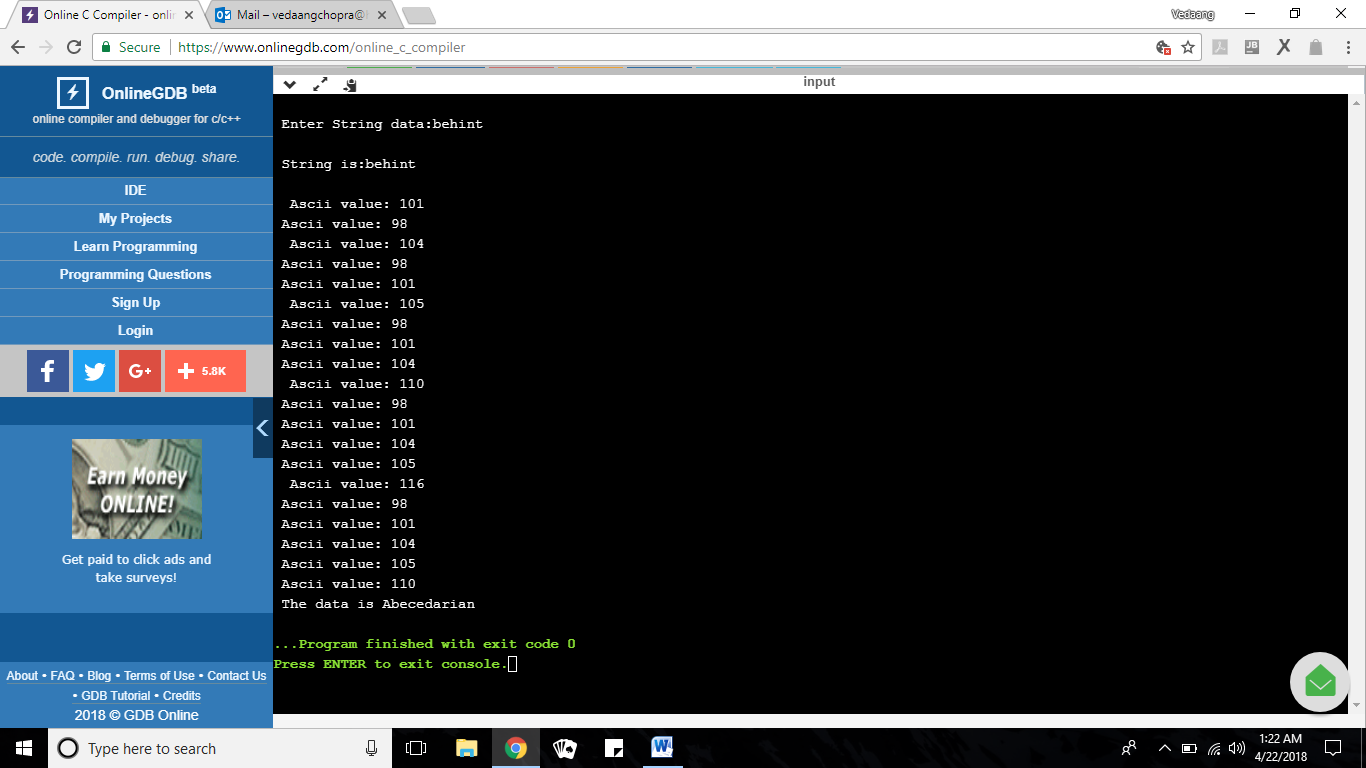 Online C Compiler - onlin
Mail – vedaangchopra@
Vedaang
Secure
https://www.onlinegdb.com/online_c_compiler
OnlineGDB beta
online compiler and debugger for c/c++
code. compile. run. debug. share.
IDE
My Projects
Learn Programming
Programming Questions
Sign Up
Login
f
G+
+ 5.8K
Earn Money
ONLINE!
Get paid to click ads and
take surveys!
About • FAQ • Blog • Terms of Use • Contact Us
• GDB Tutorial • Credits
2018 © GDB Online
input
Enter String data:behint
String is:behint
Ascii value: 101
Ascii value: 98
Ascii value: 104
Ascii value: 98
Ascii value: 101
Ascii value: 105
Ascii value: 98
Ascii value: 101
Ascii value: 104
Ascii value: 110
Ascii value: 98
Ascii value: 101
Ascii value: 104
Ascii value: 105
Ascii value: 116
Ascii value: 98
Ascii value: 101
Ascii value: 104
Ascii value: 105
Ascii value: 110
The data is Abecedarian
...Program finished with exit code 0
Press ENTER to exit console.
Type here to search
1:22 AM
4/22/2018